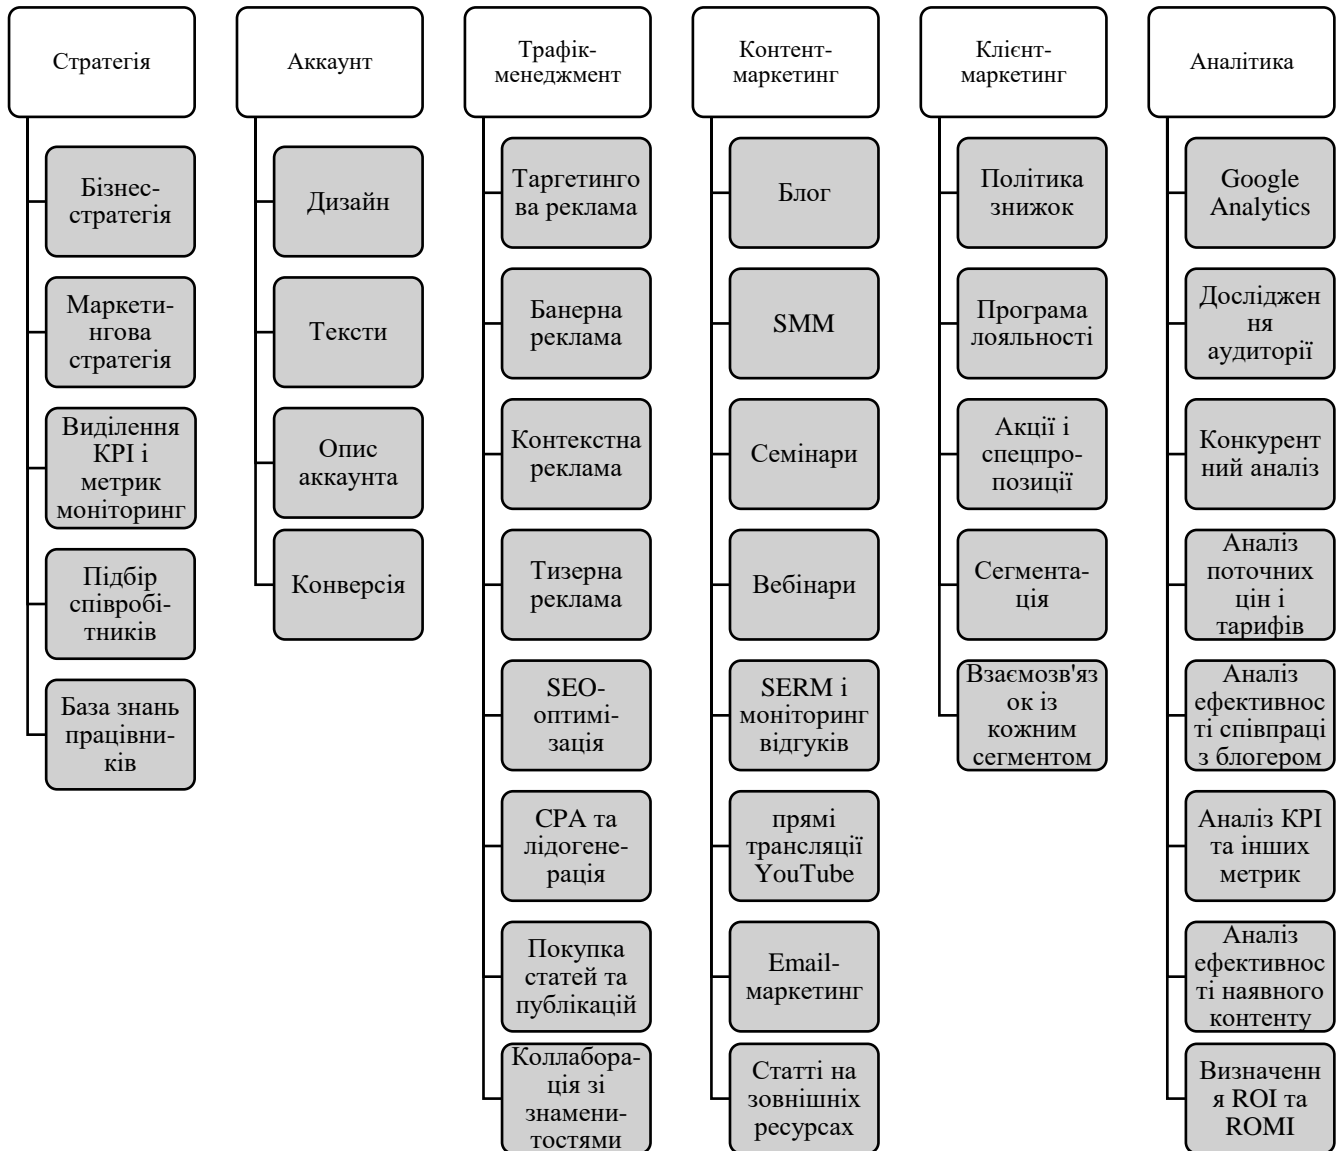 Стратегія
Бізнес-
стратегія
Маркети-
нгова
стратегія
Виділення
KPI і
метрик
моніторинг
Підбір
співробі-
тників
База знань
працівни-
ків
Аккаунт
Дизайн
Тексти
Опис
аккаунта
Конверсія
Трафік-
менеджмент
Таргетинго
ва реклама
Банерна
реклама
Контекстна
реклама
Тизерна
реклама
SEO-
оптимі-
зація
CPA та
лідогене-
рація
Покупка
статей та
публікацій
Коллабора-
ція зі
знамени-
тостями
Контент-
маркетинг
Блог
SMM
Семінари
Вебінари
SERM і
моніторинг
відгуків
прямі
трансляції
YouTube
Email-
маркетинг
Статті на
зовнішніх
ресурсах
Клієнт-
маркетинг
Політика
знижок
Програма
лояльності
Акції і
спецпро-
позиції
Сегмента-
ція
Взаємозв'яз
ок із
кожним
сегментом
Аналітика
Google
Analytics
Досліджен
ня
аудиторії
Конкурент
ний аналіз
Аналіз
поточних
цін і
тарифів
Аналіз
ефективнос
ті співпраці
з блогером
Аналіз KPI
та інших
метрик
Аналіз
ефективнос
ті наявного
контенту
Визначенн
я ROI та
ROMI